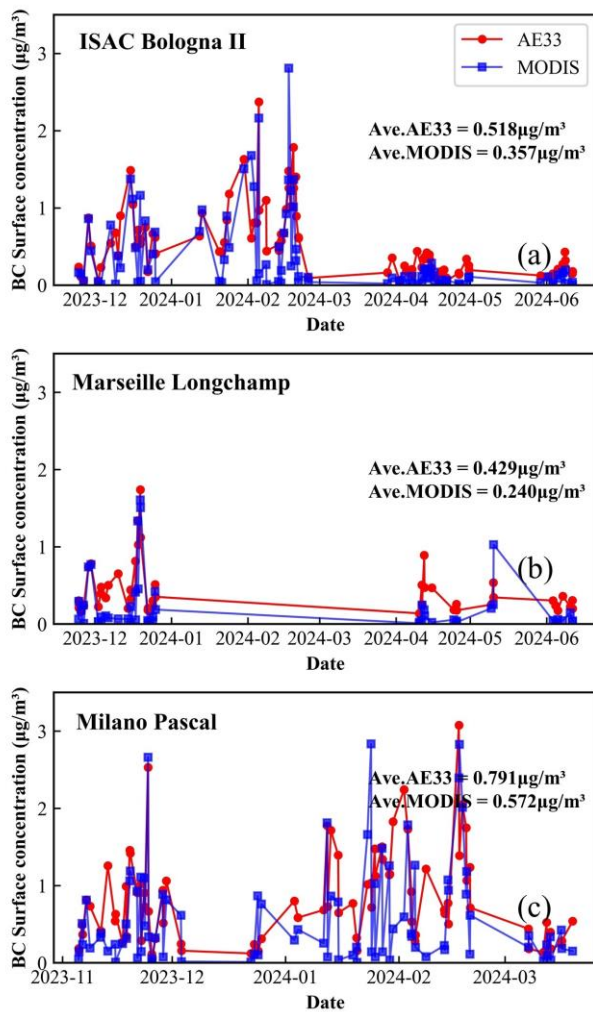 ISAC Bologna II
AE33
MODIS
Ave.AE33 = 0.518μg/m³
Ave.MODIS = 0.357μg/m³
(a)
BC Surface concentration (μg/m³)
3
2
1
0
2023-12 2024-01 2024-02 2024-03 2024-04 2024-05 2024-06
Date
Marseille Longchamp
Ave.AE33 = 0.429μg/m³
Ave.MODIS = 0.240μg/m³
(b)
BC Surface concentration (μg/m³)
3
2
1
0
2023-12 2024-01 2024-02 2024-03 2024-04 2024-05 2024-06
Date
Milano Pascal
Ave.AE33 = 0.791μg/m³
Ave.MODIS = 0.572μg/m³
(c)
BC Surface concentration (μg/m³)
3
2
1
0
2023-11 2023-12 2024-01 2024-02 2024-03
Date